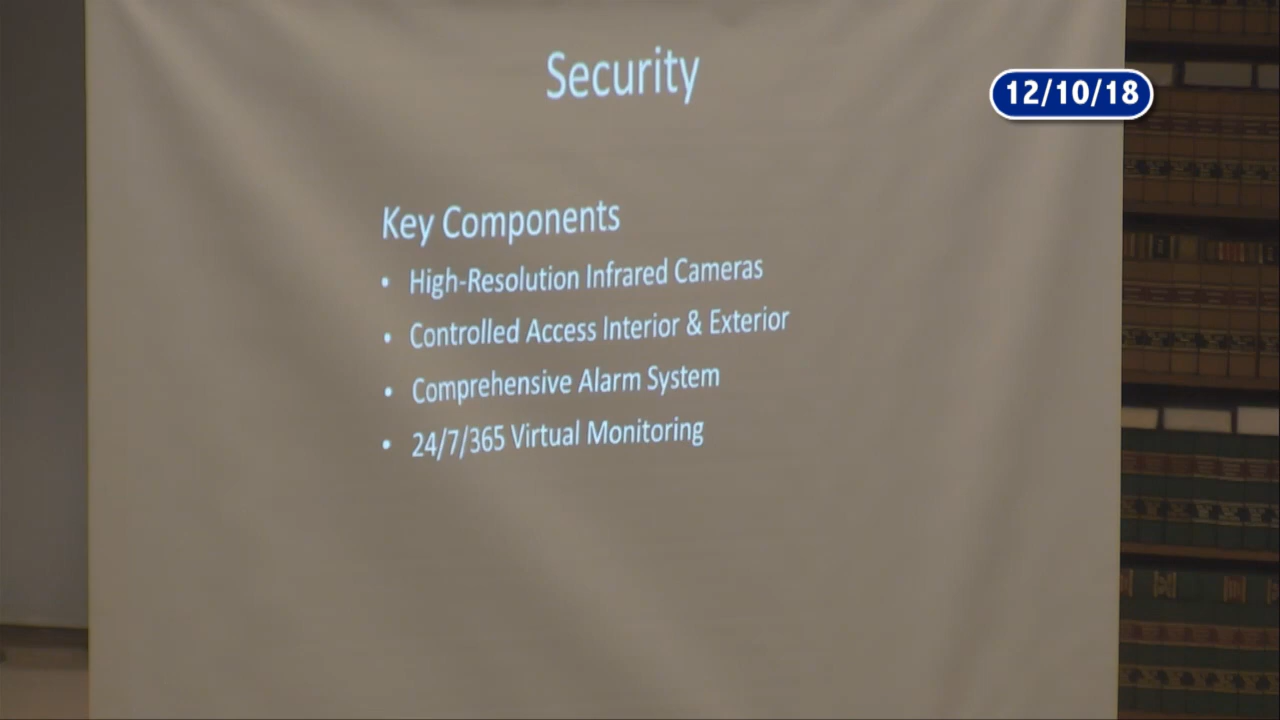 Security
12/10/18
Key Components
• High-Resolution Infrared Cameras
• Controlled Access Interior & Exterior
• Comprehensive Alarm System
• 24/7/365 Virtual Monitoring